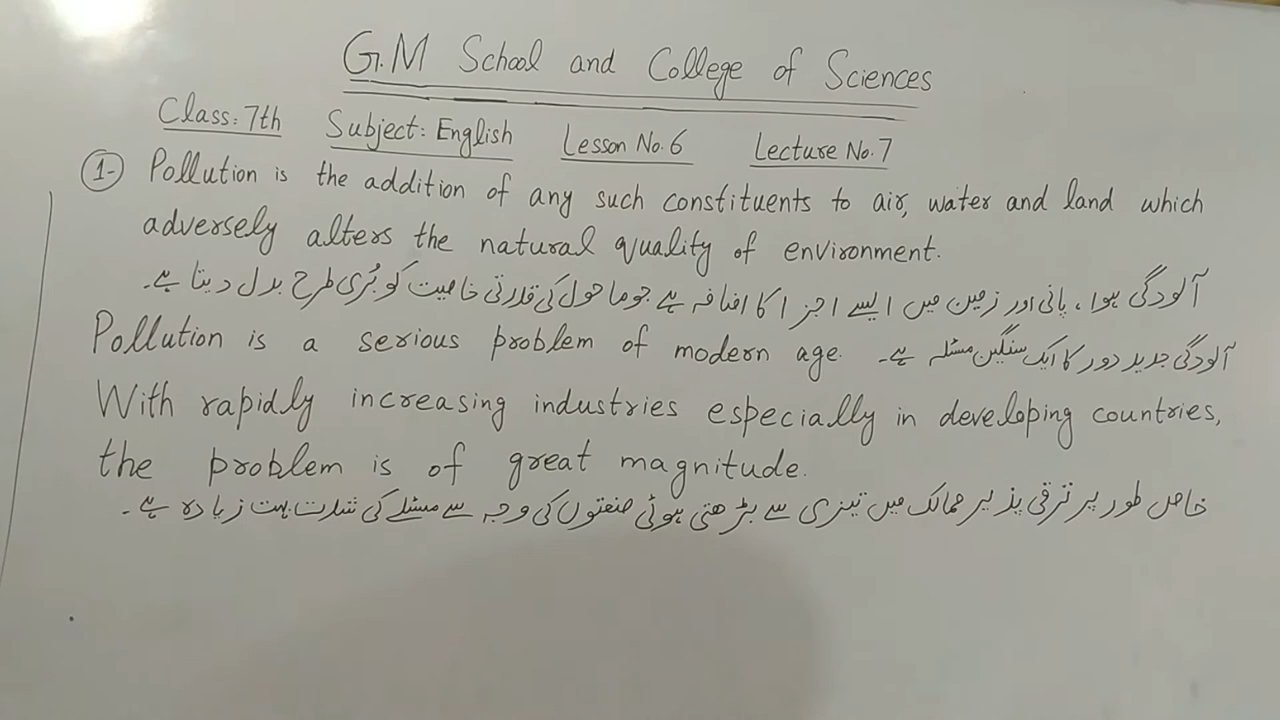 G.M School and College of Sciences
Class: 7th Subject: English Lesson No. 6 Lecture No. 7
1- Pollution is the addition of any such constituents to air, water and land which
adversely alters the natural quality of environment.
آلودگی ہوا، پانی اور زمین میں ایسے اجزا کا اضافہ ہے جو ماحول کی قدرتی خاصیت کو بُری طرح بدل دیتا ہے۔
Pollution is a serious problem of modern age. آلودگی جدید دور کا ایک سنگین مسئلہ ہے۔
With rapidly increasing industries especially in developing countries,
the problem is of great magnitude.
خاص طور پر ترقی پذیر ممالک میں تیزی سے بڑھتی ہوئی صنعتوں کی وجہ سے مسئلے کی شدت بہت زیادہ ہے۔